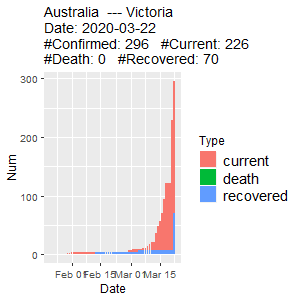 Australia --- Victoria
Date: 2020-03-22
#Confirmed: 296 #Current: 226
#Death: 0 #Recovered: 70
300
200
100
0
Num
Feb 01
Feb 15
Mar 01
Mar 15
Date
Type
current
death
recovered